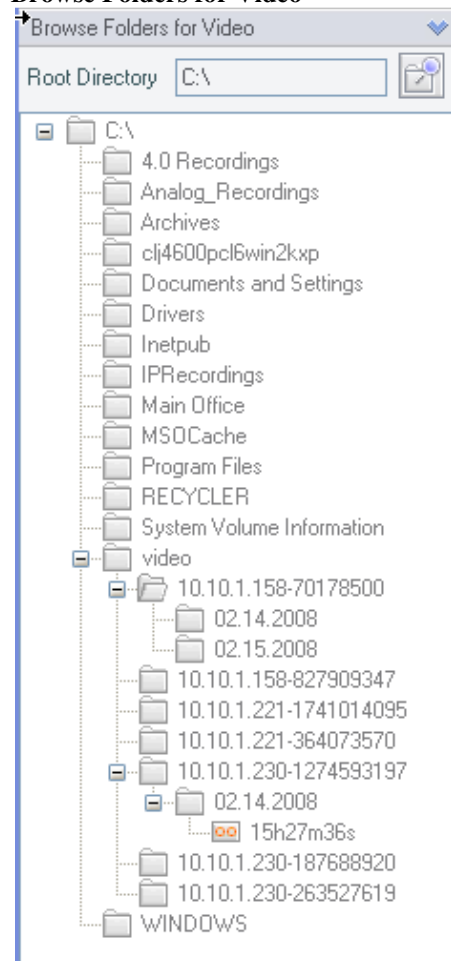 Browse Folders for Video
Browse Folders for Video
Root Directory C:\
C:\
4.0 Recordings
Analog_Recordings
Archives
clj4600pcl6win2kxp
Documents and Settings
Drivers
Inetpub
IPRecordings
Main Office
MSOCache
Program Files
RECYCLER
System Volume Information
video
10.10.1.158-70178500
02.14.2008
02.15.2008
10.10.1.158-827909347
10.10.1.221-1741014095
10.10.1.221-364073570
10.10.1.230-1274593197
02.14.2008
15h27m36s
10.10.1.230-187688920
10.10.1.230-263527619
WINDOWS